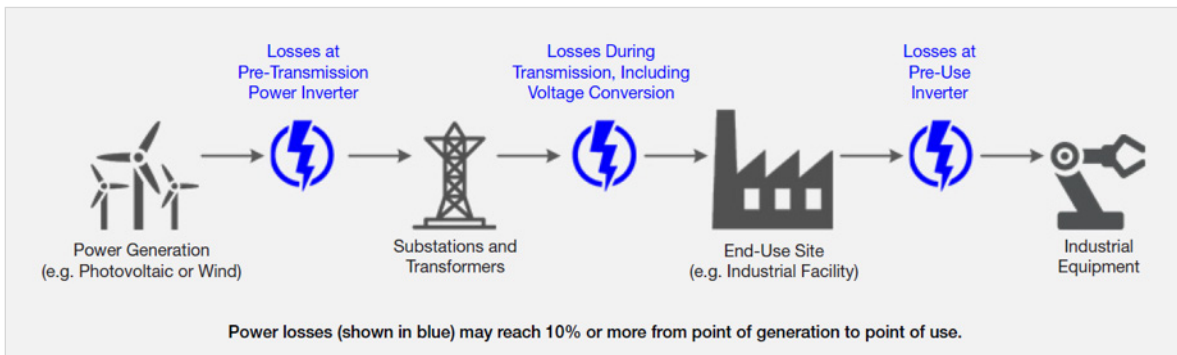 Losses at
Pre-Transmission
Power Inverter
Losses During
Transmission, Including
Voltage Conversion
Losses at
Pre-Use
Inverter
Power Generation
(e.g. Photovoltaic or Wind)
Substations and
Transformers
End-Use Site
(e.g. Industrial Facility)
Industrial
Equipment
Power losses (shown in blue) may reach 10% or more from point of generation to point of use.